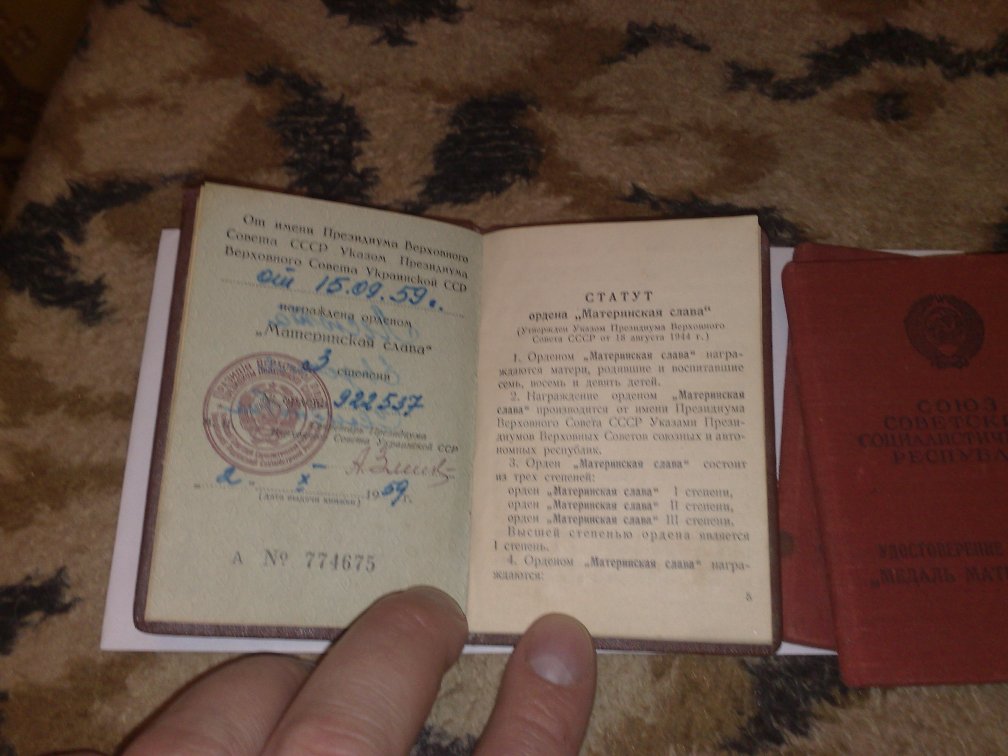 От имени Президиума Верховного
Совета СССР Указом Президиума
Верховного Совета Украинской ССР
от 15.09.59 г.
награждена орденом
„Материнская слава“
3 степени
№ ордена 922537
Секретарь Президиума
Верховного Совета Украинской ССР
„2“ X 1959 г.
(дата выдачи книжки)
А № 774675
СТАТУТ
ордена „Материнская слава“
(Утвержден Указом Президиума Верховного
Совета СССР от 18 августа 1944 г.)
1. Орденом „Материнская слава“ награ-
ждаются матери, родившие и воспитавшие
семь, восемь и девять детей.
2. Награждение орденом „Материнская
слава“ производится от имени Президиума
Верховного Совета СССР Указами Прези-
диумов Верховных Советов союзных и авто-
номных республик.
3. Орден „Материнская слава“ состоит
из трех степеней:
орден „Материнская слава“ I степени,
орден „Материнская слава“ II степени,
орден „Материнская слава“ III степени.
Высшей степенью ордена является
I степень.
4. Орденом „Материнская слава“ награ-
ждаются:
5
СОЮЗ
СОВЕТСК
СОЦИАЛИСТИЧ
РЕСПУБЛ
УДОСТОВЕРЕНИЕ
„МЕДАЛЬ МАТ